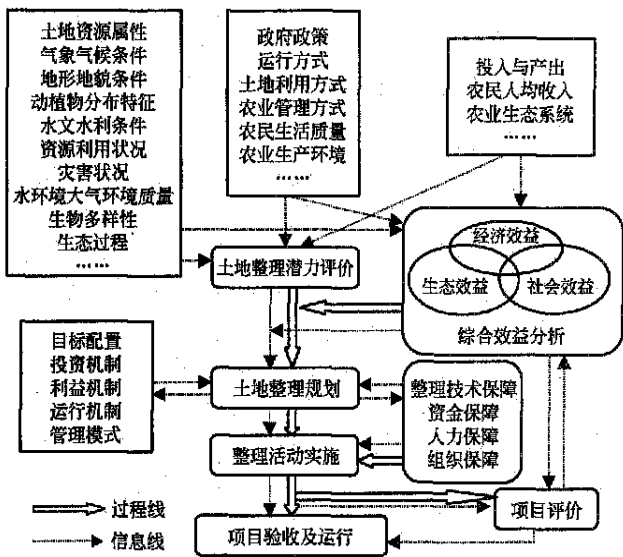 土地资源属性
气象气候条件
地形地貌条件
动植物分布特征
水文水利条件
资源利用状况
灾害状况
水环境大气环境质量
生物多样性
生态过程
……
政府政策
运行方式
土地利用方式
农业管理方式
农民生活质量
农业生产环境
……
投入与产出
农民人均收入
农业生态系统
……
土地整理潜力评价
经济效益
生态效益
社会效益
综合效益分析
目标配置
投资机制
利益机制
运行机制
管理模式
土地整理规划
整理技术保障
资金保障
人力保障
组织保障
整理活动实施
过程线
信息线
项目评价
项目验收及运行